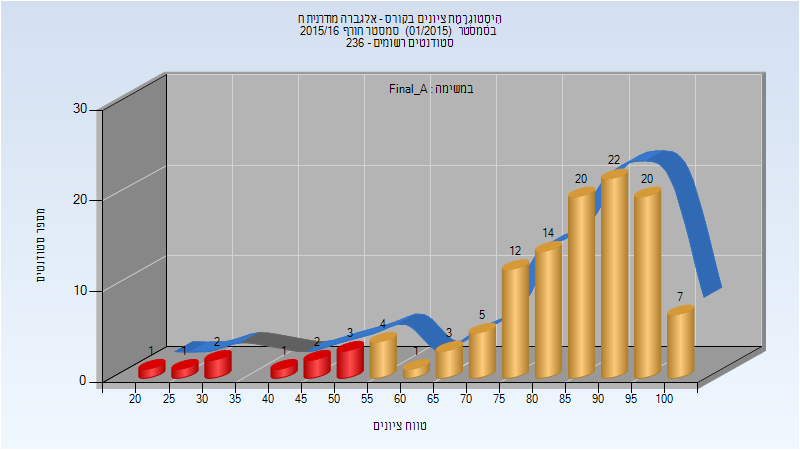 היסטוגרמת ציונים בקורס - אלגברה מודרנית ח
בסמסטר (01/2015) סמסטר חורף 2015/16
סטודנטים רשומים - 236
במשימה : Final_A
מספר סטודנטים
30
20
10
0
1 1 2 1 2 3 4 1 3 5 12 14 20 22 20 7
20 25 30 35 40 45 50 55 60 65 70 75 80 85 90 95 100
טווח ציונים